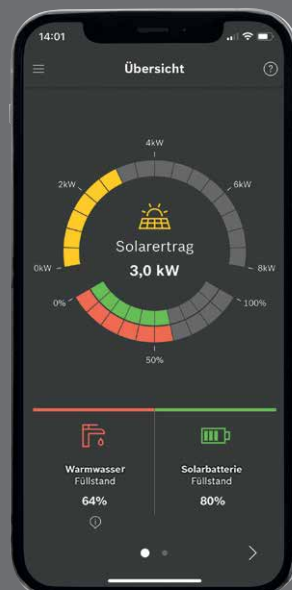 14:01
Übersicht
?
4kW
2kW
6kW
Solarertrag
3,0 kW
0kW
8kW
0%
100%
50%
Warmwasser
Füllstand
64%
Solarbatterie
Füllstand
80%